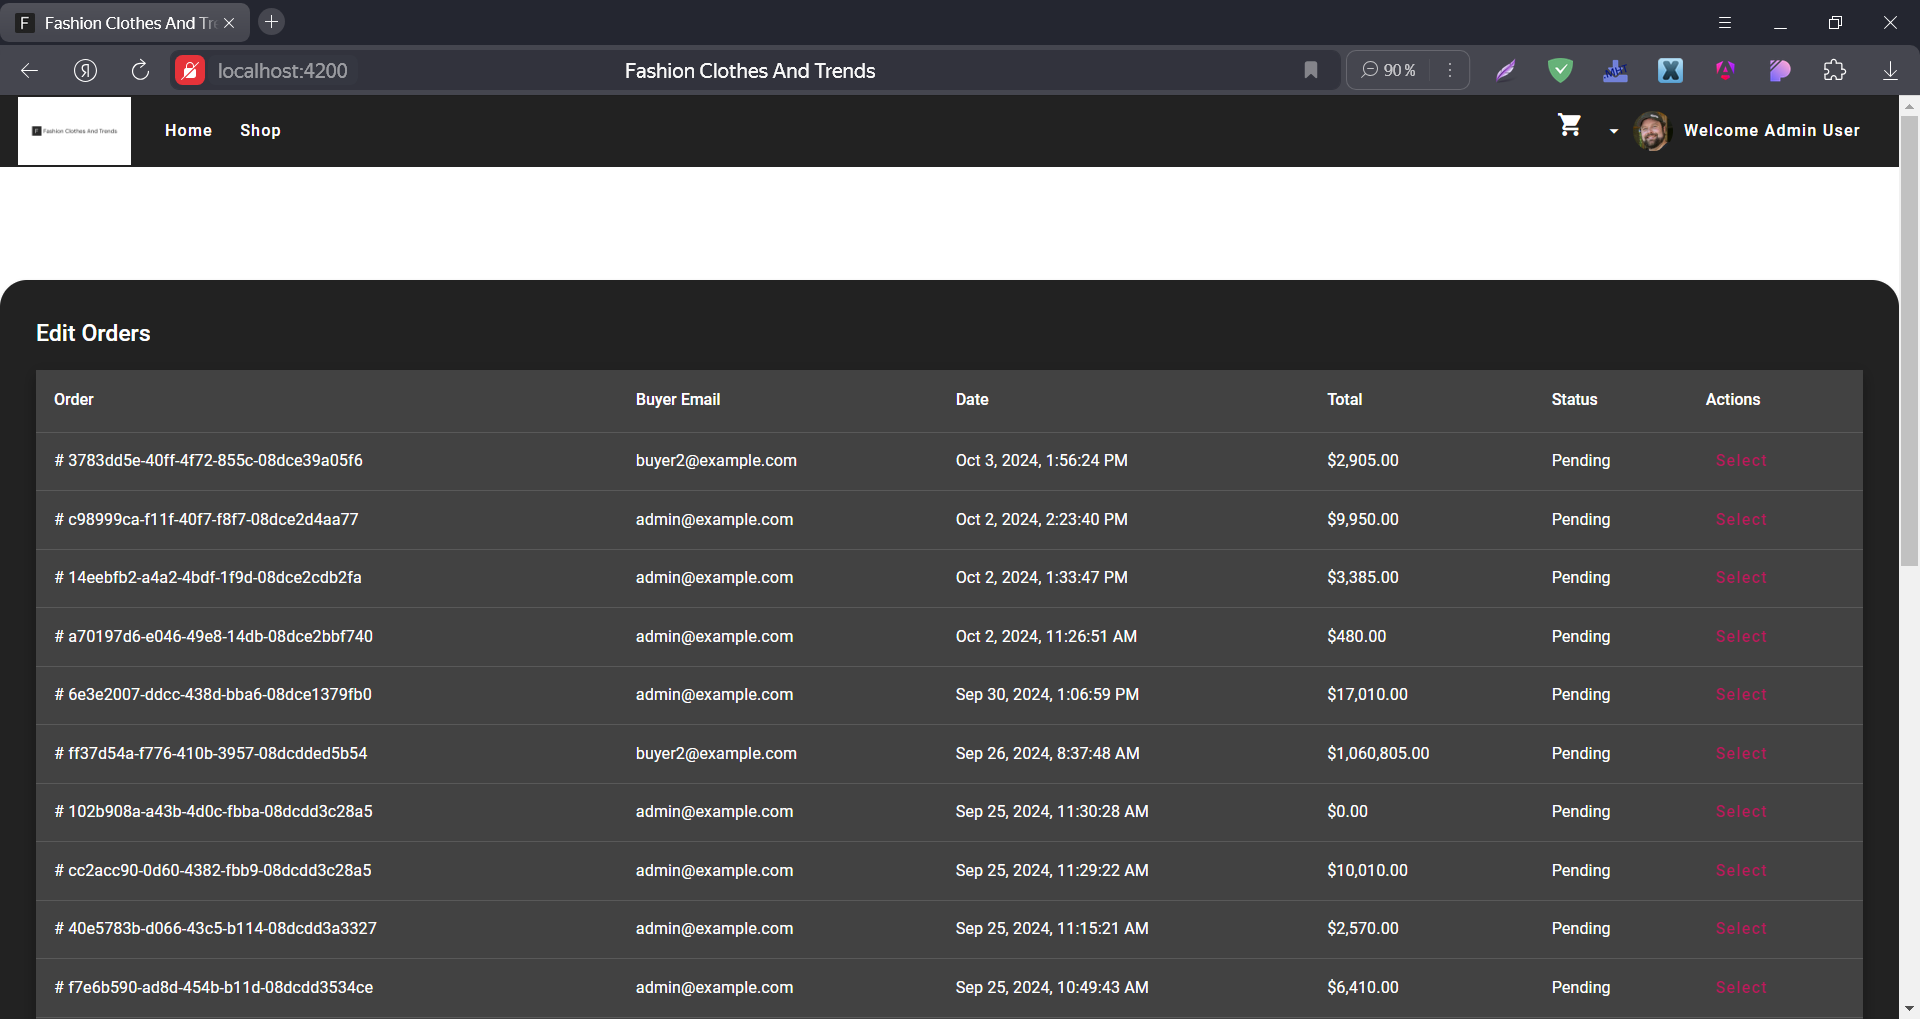 F Fashion Clothes And Tr
Я localhost:4200 Fashion Clothes And Trends 90 %
F Fashion Clothes And Trends Home Shop Welcome Admin User
Edit Orders
Order Buyer Email Date Total Status Actions
# 3783dd5e-40ff-4f72-855c-08dce39a05f6 buyer2@example.com Oct 3, 2024, 1:56:24 PM $2,905.00 Pending Select
# c98999ca-f11f-40f7-f8f7-08dce2d4aa77 admin@example.com Oct 2, 2024, 2:23:40 PM $9,950.00 Pending Select
# 14eebfb2-a4a2-4bdf-1f9d-08dce2cdb2fa admin@example.com Oct 2, 2024, 1:33:47 PM $3,385.00 Pending Select
# a70197d6-e046-49e8-14db-08dce2bbf740 admin@example.com Oct 2, 2024, 11:26:51 AM $480.00 Pending Select
# 6e3e2007-ddcc-438d-bba6-08dce1379fb0 admin@example.com Sep 30, 2024, 1:06:59 PM $17,010.00 Pending Select
# ff37d54a-f776-410b-3957-08dcdded5b54 buyer2@example.com Sep 26, 2024, 8:37:48 AM $1,060,805.00 Pending Select
# 102b908a-a43b-4d0c-fbba-08dcdd3c28a5 admin@example.com Sep 25, 2024, 11:30:28 AM $0.00 Pending Select
# cc2acc90-0d60-4382-fbb9-08dcdd3c28a5 admin@example.com Sep 25, 2024, 11:29:22 AM $10,010.00 Pending Select
# 40e5783b-d066-43c5-b114-08dcdd3a3327 admin@example.com Sep 25, 2024, 11:15:21 AM $2,570.00 Pending Select
# f7e6b590-ad8d-454b-b11d-08dcdd3534ce admin@example.com Sep 25, 2024, 10:49:43 AM $6,410.00 Pending Select